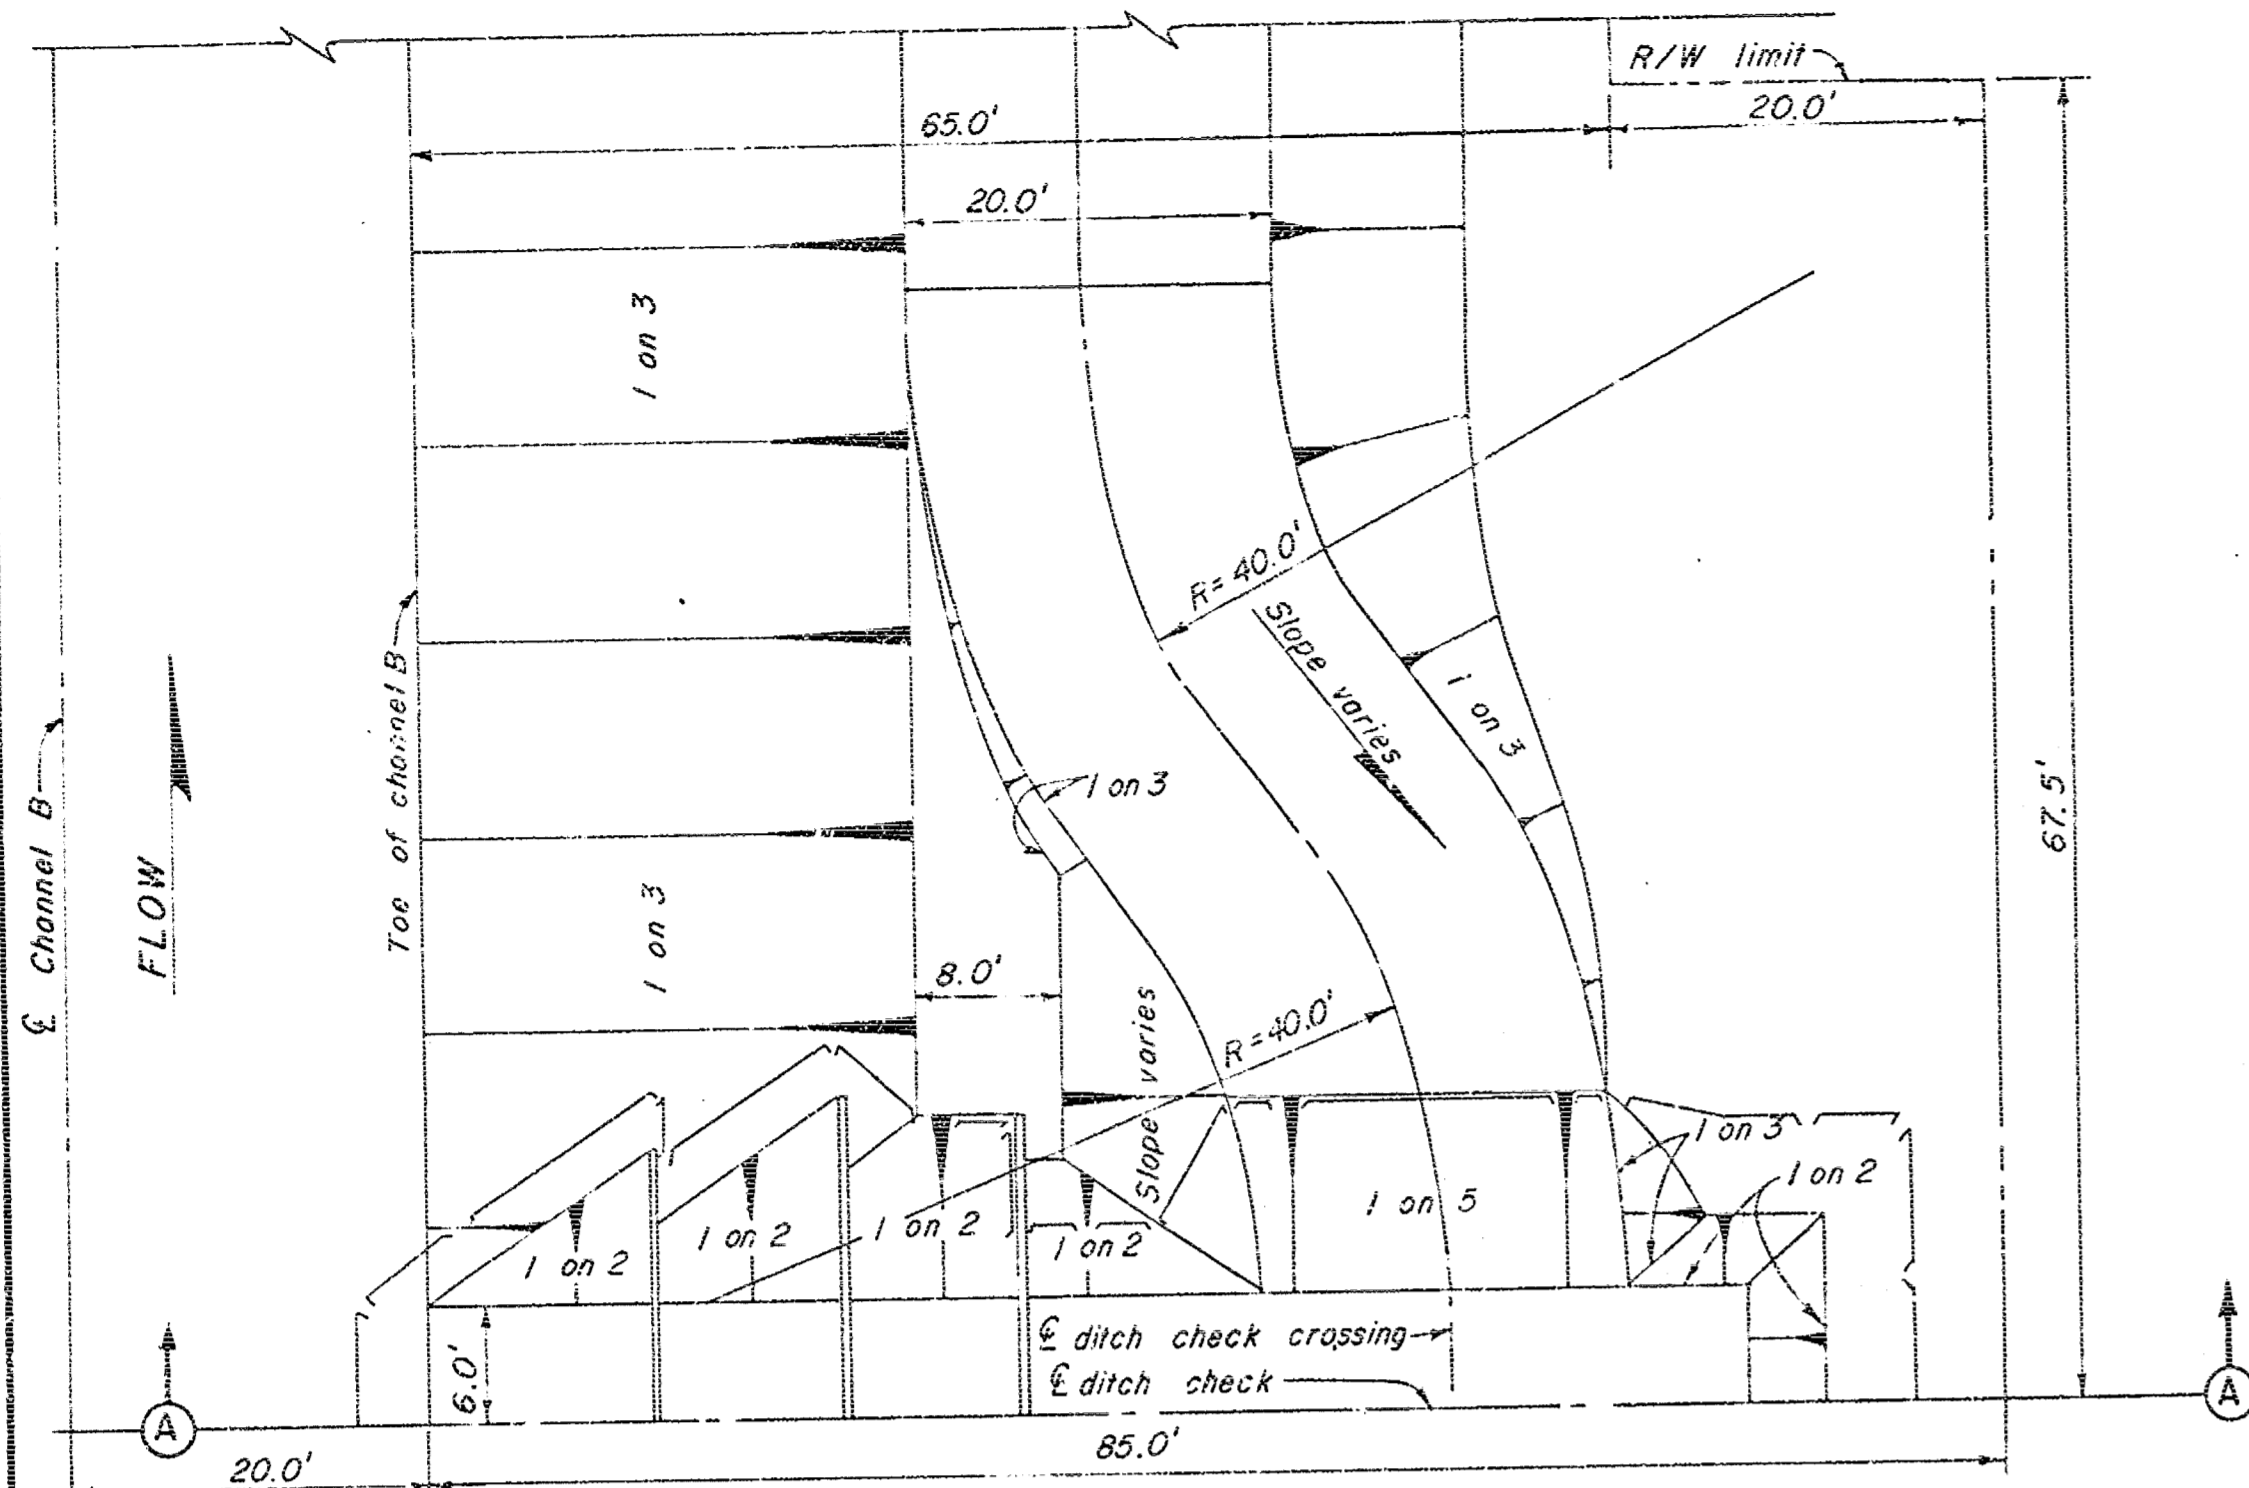 R/W limit
65.0'
20.0'
20.0'
1 on 3
R= 40.0'
Slope varies
1 on 3
℄ Channel B
FLOW
Toe of channel B
1 on 3
67.5'
1 on 3
8.0'
Slope varies
R=40.0'
1 on 3
1 on 2
1 on 5
1 on 2
1 on 2
1 on 2
1 on 2
6.0'
℄ ditch check crossing
℄ ditch check
A
A
20.0'
85.0'